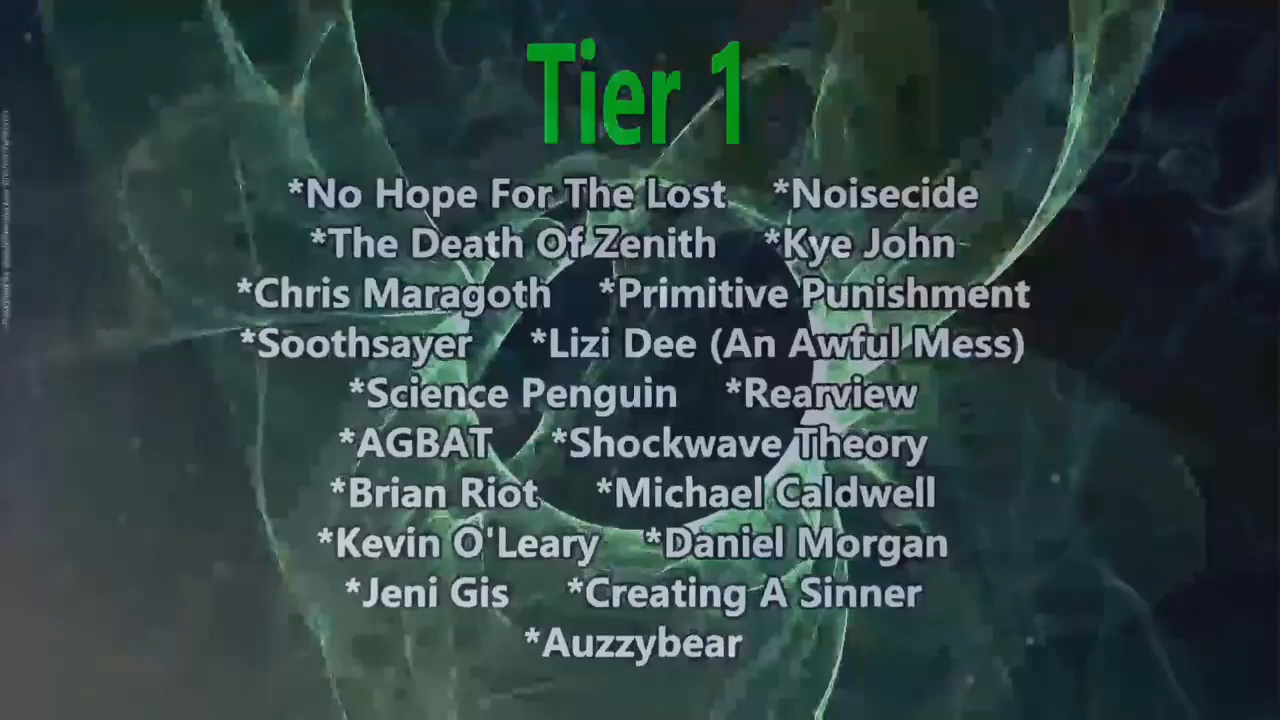 Tier 1
*No Hope For The Lost *Noisecide
*The Death Of Zenith *Kye John
*Chris Maragoth *Primitive Punishment
*Soothsayer *Lizi Dee (An Awful Mess)
*Science Penguin *Rearview
*AGBAT *Shockwave Theory
*Brian Riot *Michael Caldwell
*Kevin O'Leary *Daniel Morgan
*Jeni Gis *Creating A Sinner
*Auzzybear